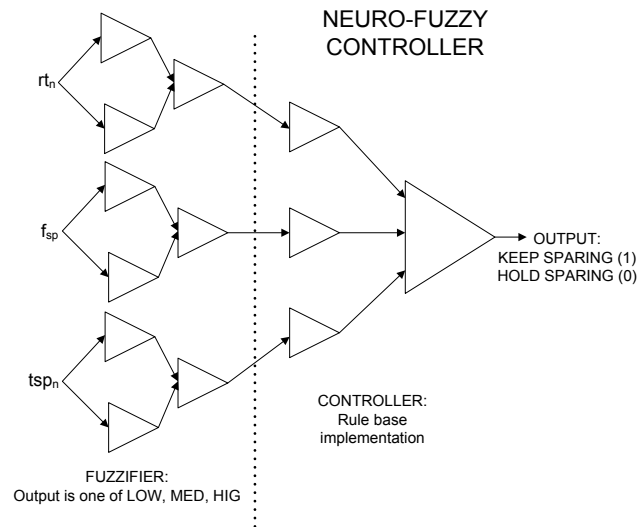 NEURO-FUZZY
CONTROLLER
rtn
fsp
tspn
OUTPUT:
KEEP SPARING (1)
HOLD SPARING (0)
CONTROLLER:
Rule base
implementation
FUZZIFIER:
Output is one of LOW, MED, HIG